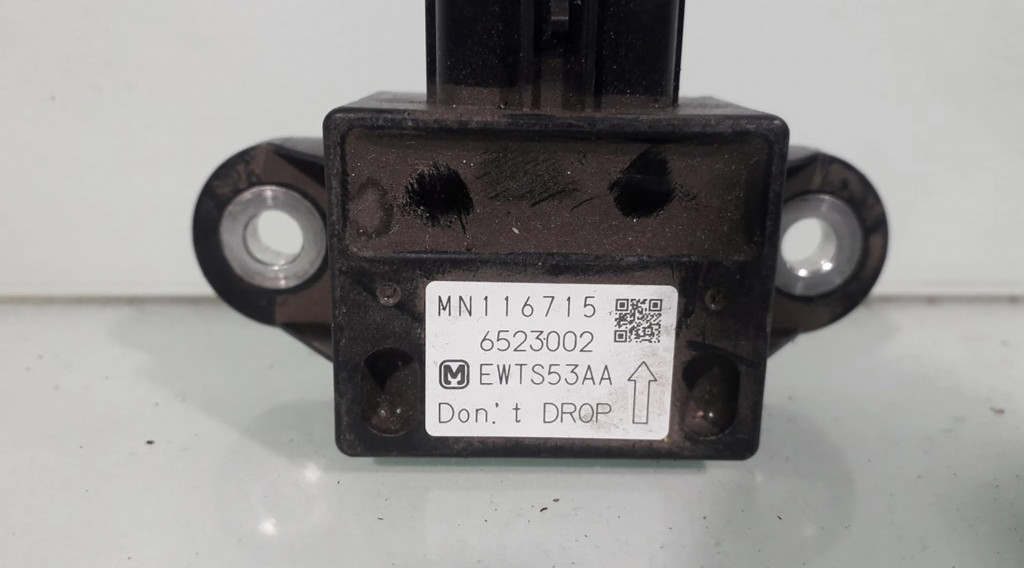 MN116715
6523002
M EWTS53AA
Don't DROP